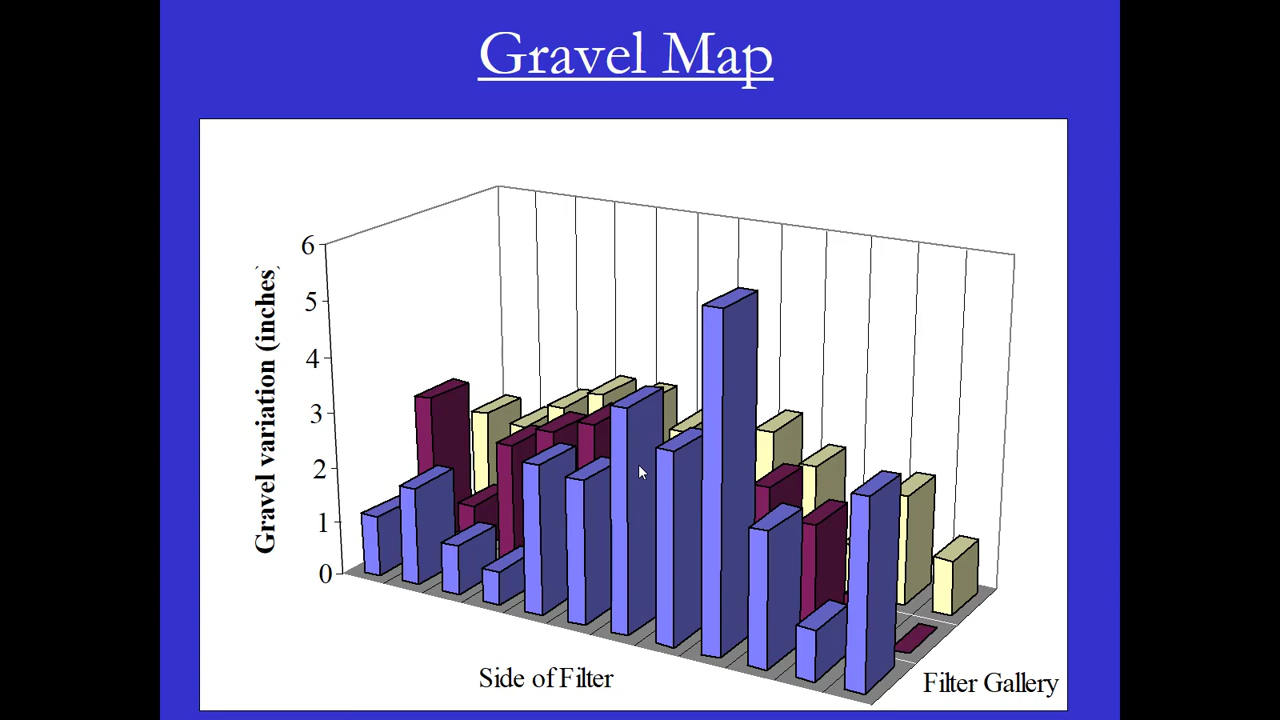 Gravel Map
6
5
4
3
2
1
0
Gravel variation (inches)
Side of Filter
Filter Gallery